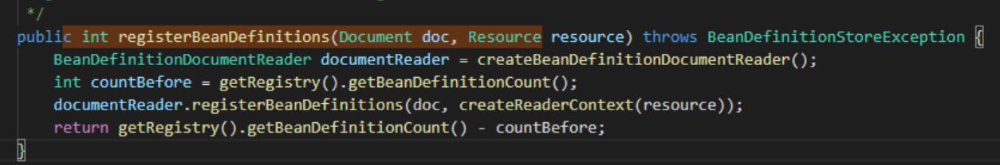 */
public int registerBeanDefinitions(Document doc, Resource resource) throws BeanDefinitionStoreException {
BeanDefinitionDocumentReader documentReader = createBeanDefinitionDocumentReader();
int countBefore = getRegistry().getBeanDefinitionCount();
documentReader.registerBeanDefinitions(doc, createReaderContext(resource));
return getRegistry().getBeanDefinitionCount() - countBefore;
}